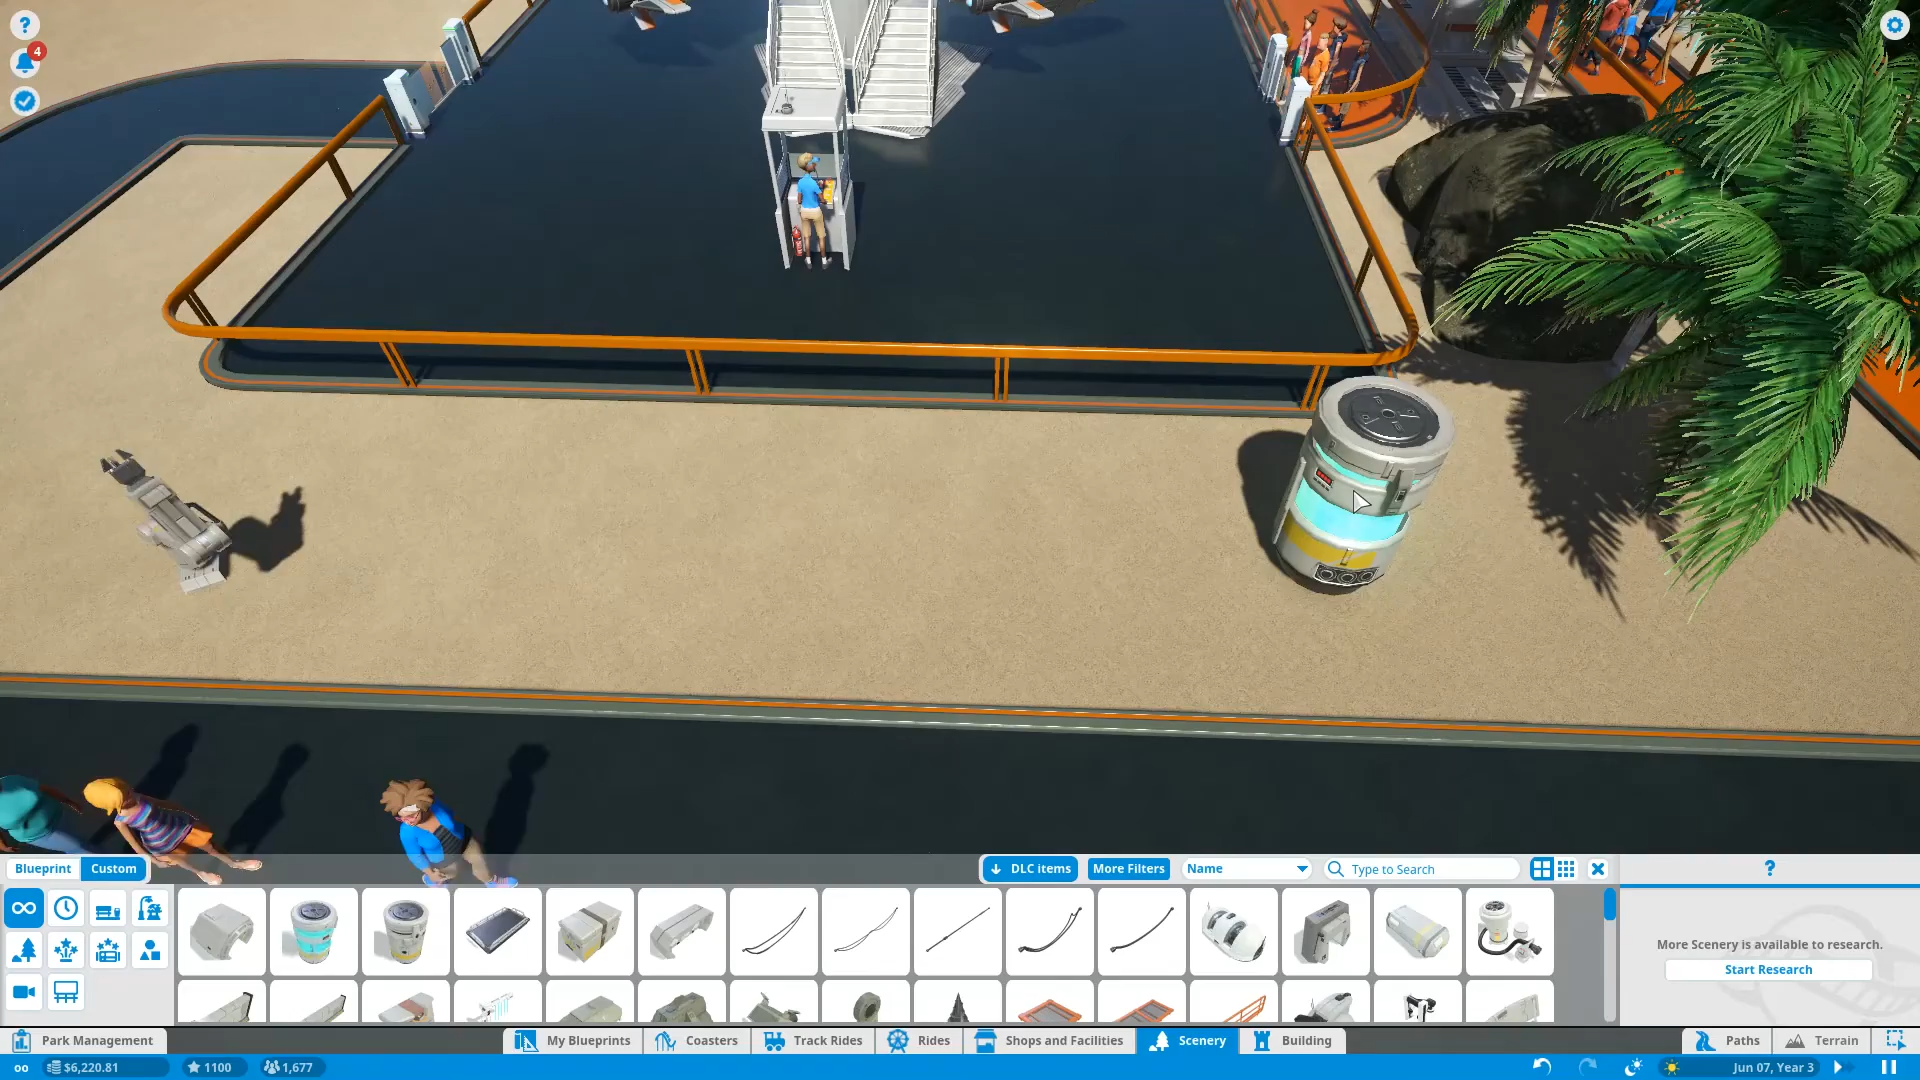 ?
4
Blueprint
Custom
DLC items
More Filters
Name
Type to Search
?
More Scenery is available to research.
Start Research
Park Management
My Blueprints
Coasters
Track Rides
Rides
Shops and Facilities
Scenery
Building
Paths
Terrain
$6,220.81
1100
1,677
Jun 07, Year 3